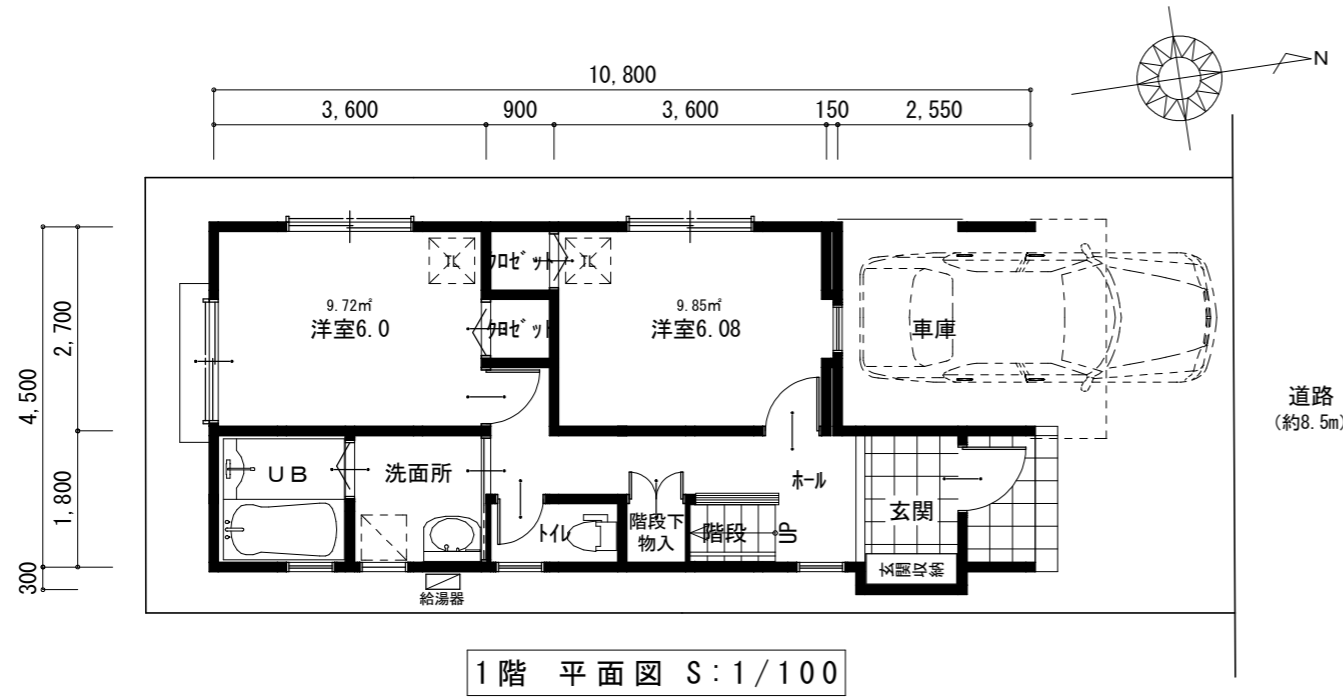 N
10,800
3,600
900
3,600
150
2,550
4,500
2,700
1,800
300
TL
クロゼット
TL
9.72㎡
洋室6.0
クロゼット
9.85㎡
洋室6.08
車庫
道路
(約8.5m)
UB
洗面所
ホール
玄関
トイレ
階段下
物入
階段
UP
玄関収納
給湯器
1階 平面図 S:1/100